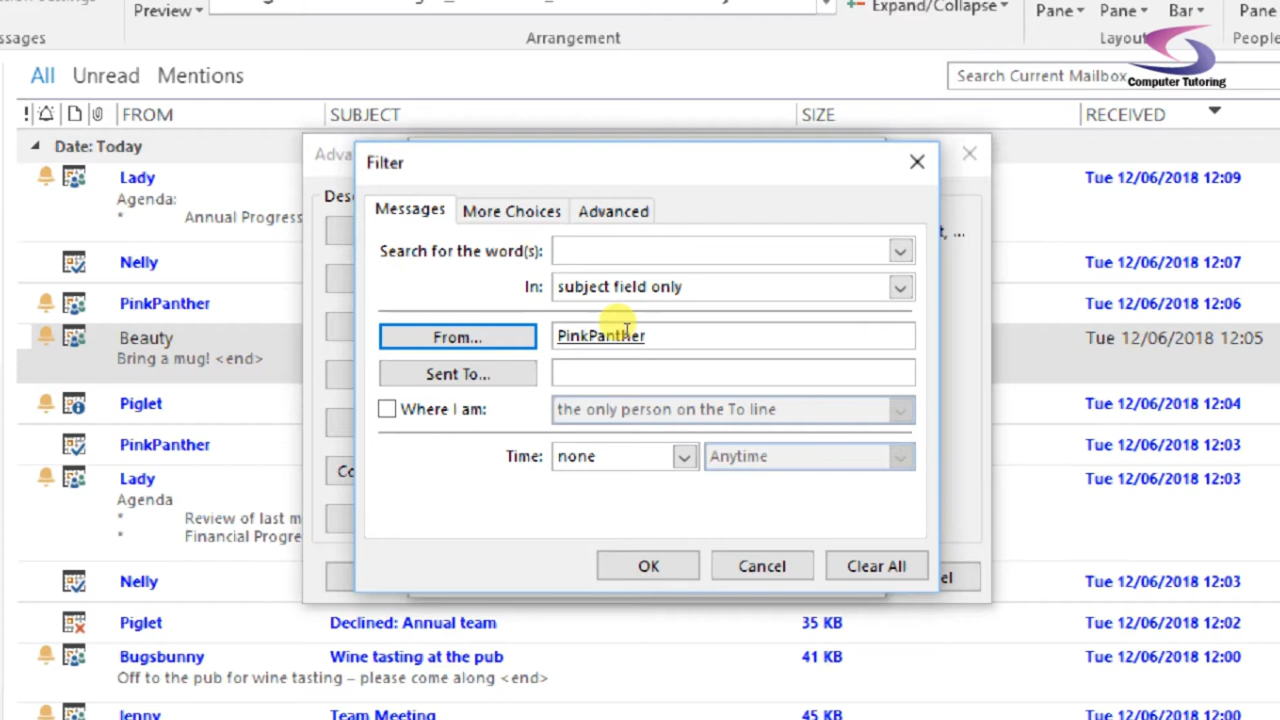 Preview
Expand/Collapse
Pane Pane Bar Pane
Arrangement
Layout
People
Computer Tutoring
All Unread Mentions
Search Current Mailbox
! FROM SUBJECT SIZE RECEIVED
Date: Today
Lady Tue 12/06/2018 12:09
Agenda:
* Annual Progress
Nelly Tue 12/06/2018 12:07
PinkPanther Tue 12/06/2018 12:06
Beauty Tue 12/06/2018 12:05
Bring a mug! <end>
Piglet Tue 12/06/2018 12:04
PinkPanther Tue 12/06/2018 12:03
Lady Tue 12/06/2018 12:03
Agenda
* Review of last m
* Financial Progre
Nelly Tue 12/06/2018 12:03
Piglet Declined: Annual team 35 KB Tue 12/06/2018 12:02
Bugsbunny Wine tasting at the pub 41 KB Tue 12/06/2018 12:00
Off to the pub for wine tasting – please come along <end>
Jenny Team Meeting 45 KB Tue 12/06/2018 12:00
Adva
Des
t, ...
Co
el
Filter
Messages More Choices Advanced
Search for the word(s):
In: subject field only
From... PinkPanther
Sent To...
Where I am: the only person on the To line
Time: none Anytime
OK Cancel Clear All